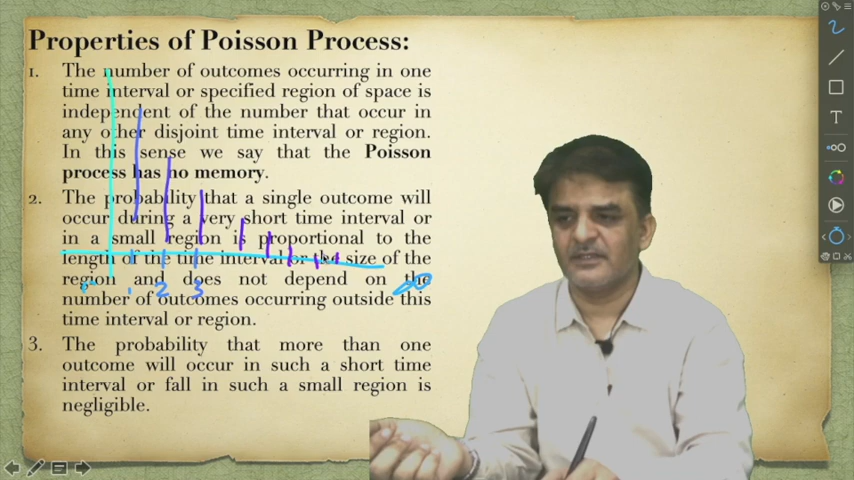 Properties of Poisson Process:
1. The number of outcomes occurring in one
time interval or specified region of space is
independent of the number that occur in
any other disjoint time interval or region.
In this sense we say that the Poisson
process has no memory.
2. The probability that a single outcome will
occur during a very short time interval or
in a small region is proportional to the
length of the time interval or the size of the
region and does not depend on the
number of outcomes occurring outside this
time interval or region.
1 2 3 ∞
3. The probability that more than one
outcome will occur in such a short time
interval or fall in such a small region is
negligible.
T